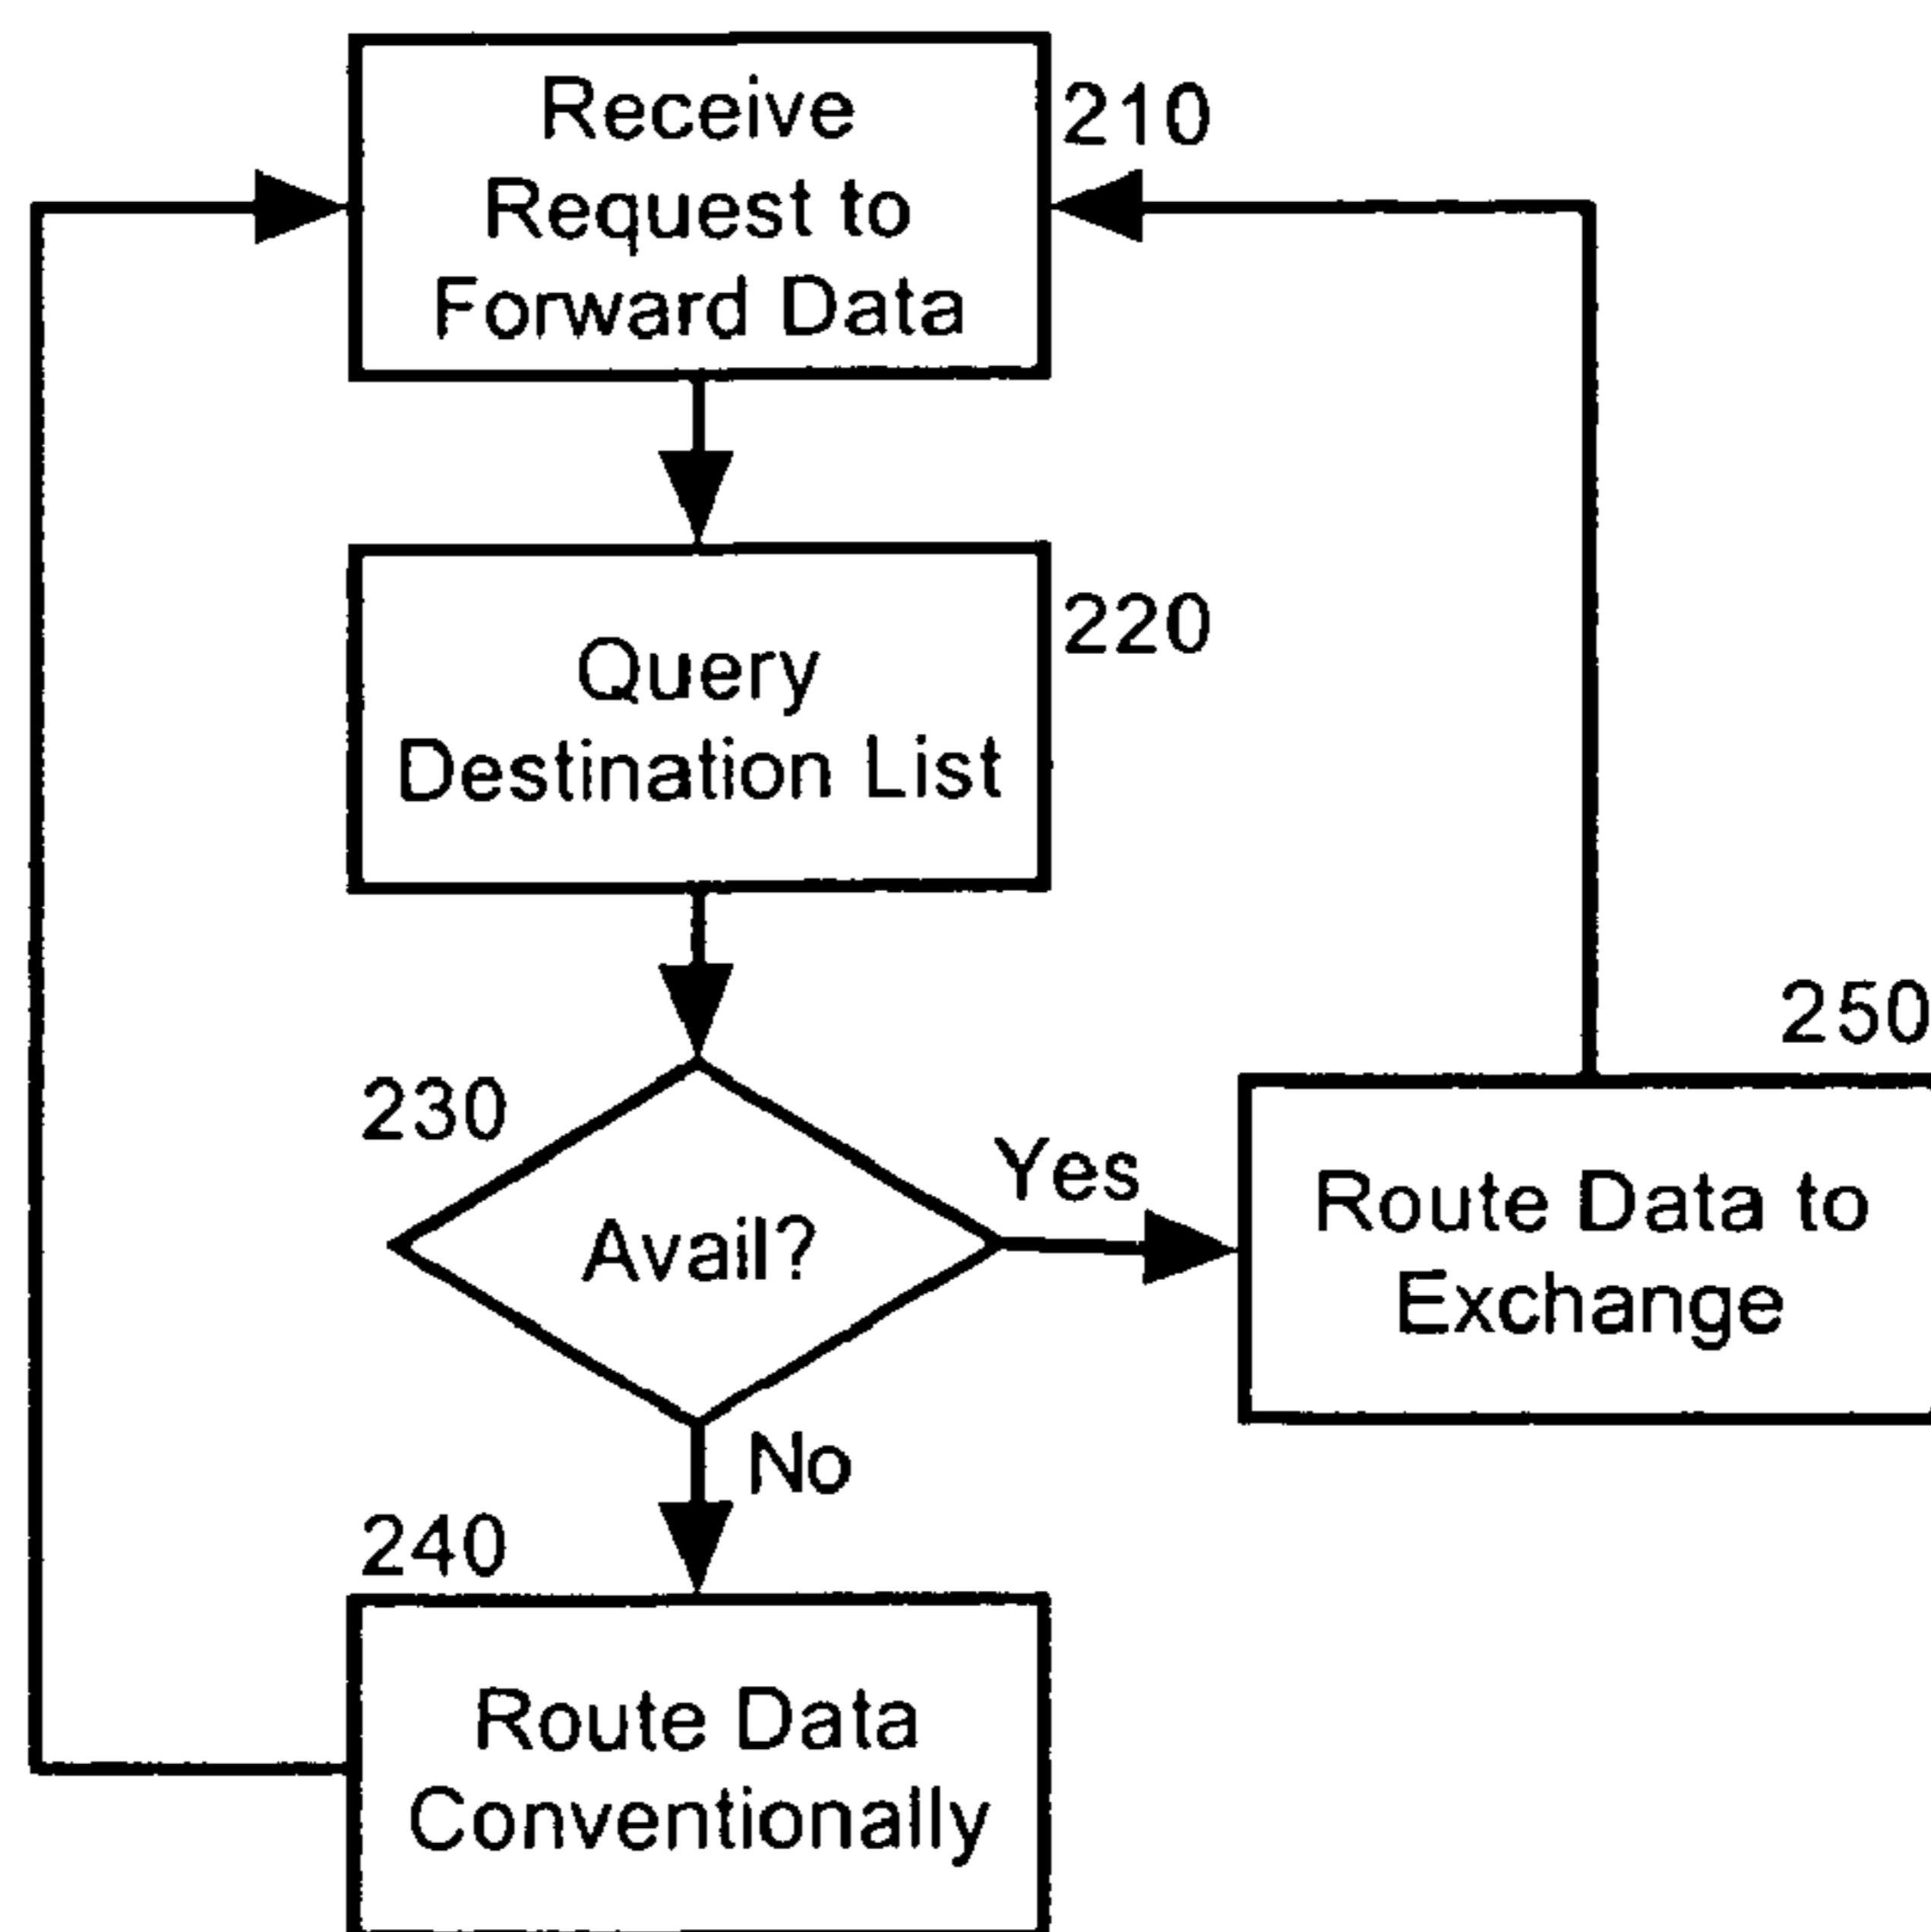 Receive
Request to
Forward Data
210
Query
Destination List
220
230
Avail?
Yes
No
250
Route Data to
Exchange
240
Route Data
Conventionally